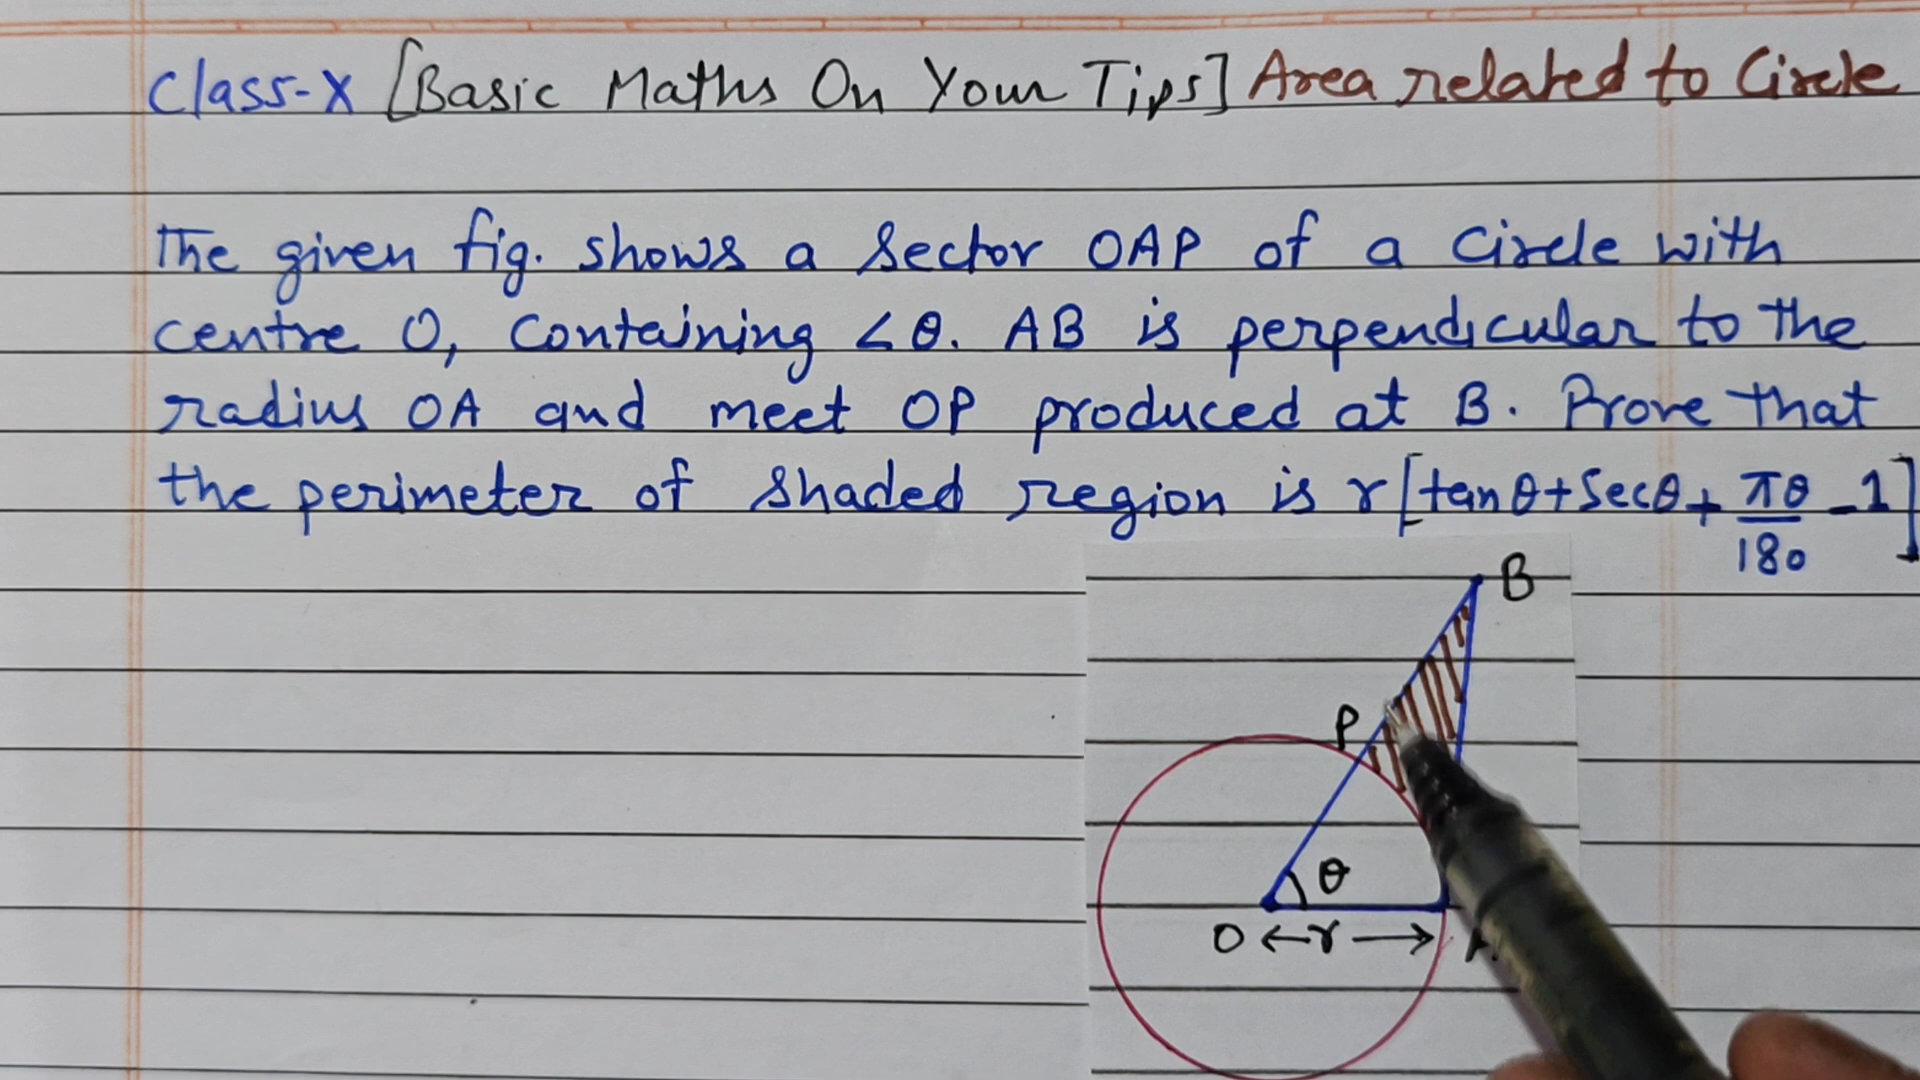 Class-X [Basic Maths On Your Tips] Area related to Circle
The given fig. shows a sector OAP of a circle with
centre O, containing ∠θ. AB is perpendicular to the
radius OA and meet OP produced at B. Prove that
the perimeter of shaded region is r[tanθ+Secθ+πθ/180-1]
B
P
θ
O ←r→ A